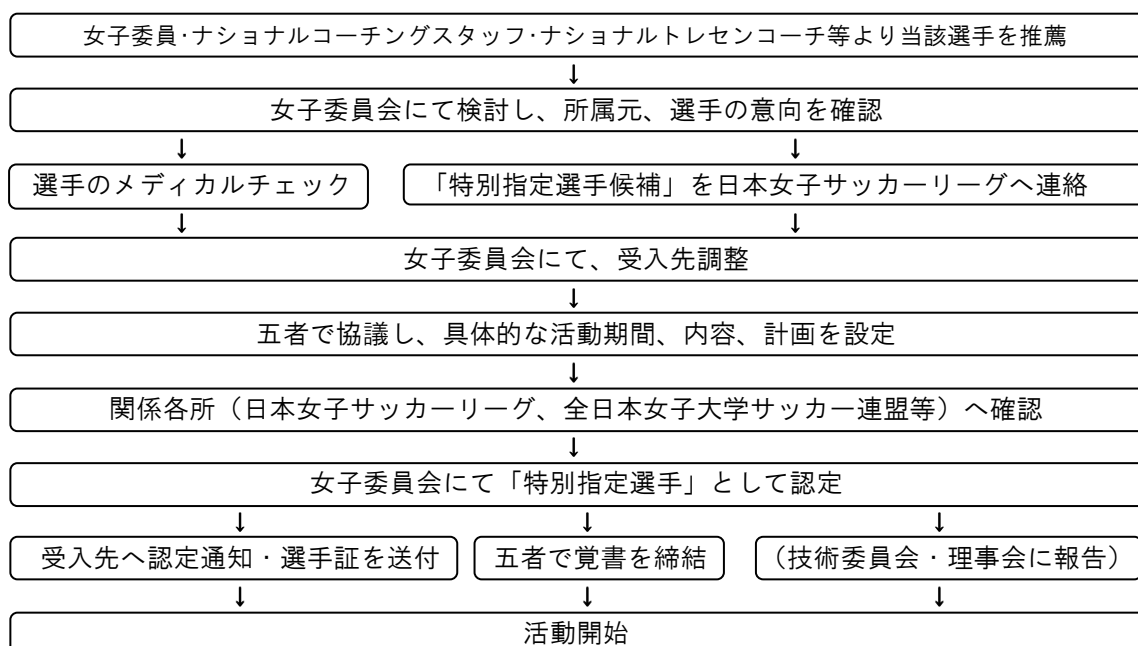 女子委員･ナショナルコーチングスタッフ･ナショナルトレセンコーチ等より当該選手を推薦
↓
女子委員会にて検討し、所属元、選手の意向を確認
↓ ↓
選手のメディカルチェック 「特別指定選手候補」を日本女子サッカーリーグへ連絡
↓ ↓
女子委員会にて、受入先調整
↓
五者で協議し、具体的な活動期間、内容、計画を設定
↓
関係各所（日本女子サッカーリーグ、全日本女子大学サッカー連盟等）へ確認
↓
女子委員会にて「特別指定選手」として認定
↓ ↓ ↓
受入先へ認定通知・選手証を送付 五者で覚書を締結 （技術委員会・理事会に報告）
↓ ↓ ↓
活動開始